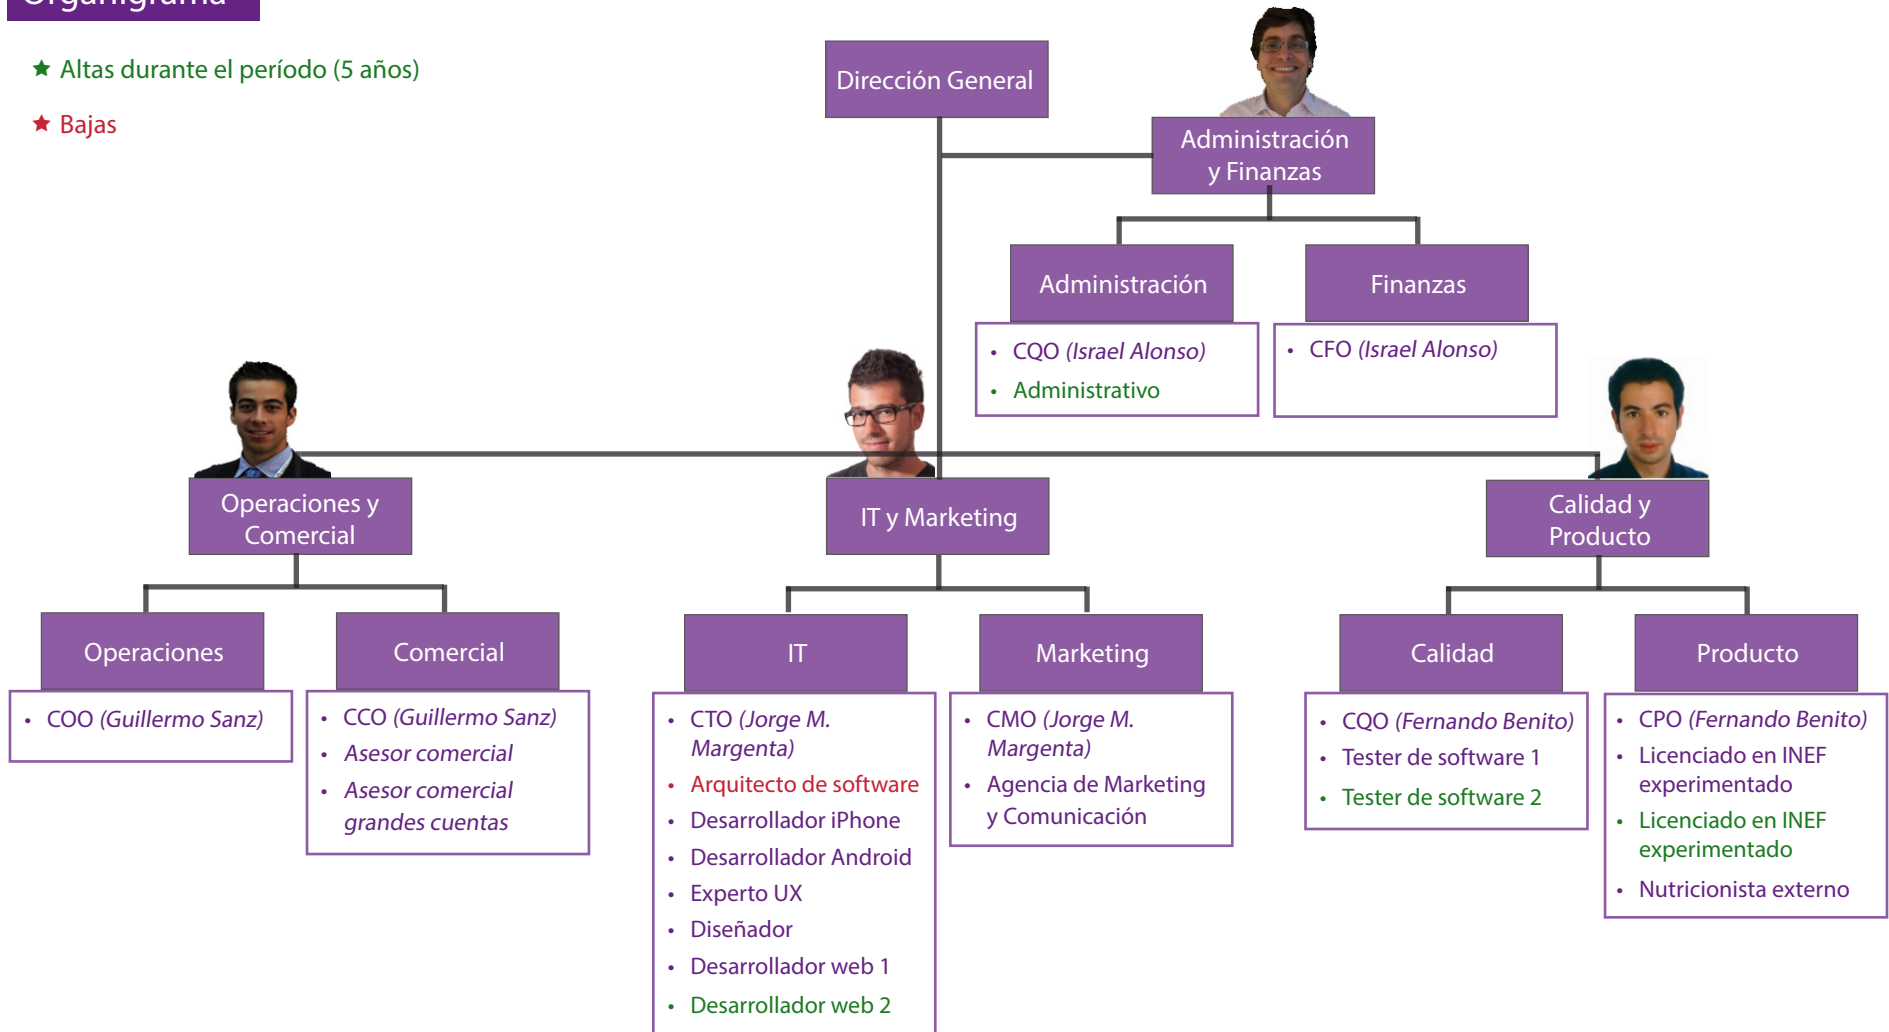 Organigrama
★ Altas durante el período (5 años)
★ Bajas
Dirección General
Administración
y Finanzas
Administración
• CQO (Israel Alonso)
• Administrativo
Finanzas
• CFO (Israel Alonso)
Operaciones y
Comercial
IT y Marketing
Calidad y
Producto
Operaciones
• COO (Guillermo Sanz)
Comercial
• CCO (Guillermo Sanz)
• Asesor comercial
• Asesor comercial
grandes cuentas
IT
• CTO (Jorge M.
Margenta)
• Arquitecto de software
• Desarrollador iPhone
• Desarrollador Android
• Experto UX
• Diseñador
• Desarrollador web 1
• Desarrollador web 2
Marketing
• CMO (Jorge M.
Margenta)
• Agencia de Marketing
y Comunicación
Calidad
• CQO (Fernando Benito)
• Tester de software 1
• Tester de software 2
Producto
• CPO (Fernando Benito)
• Licenciado en INEF
experimentado
• Licenciado en INEF
experimentado
• Nutricionista externo